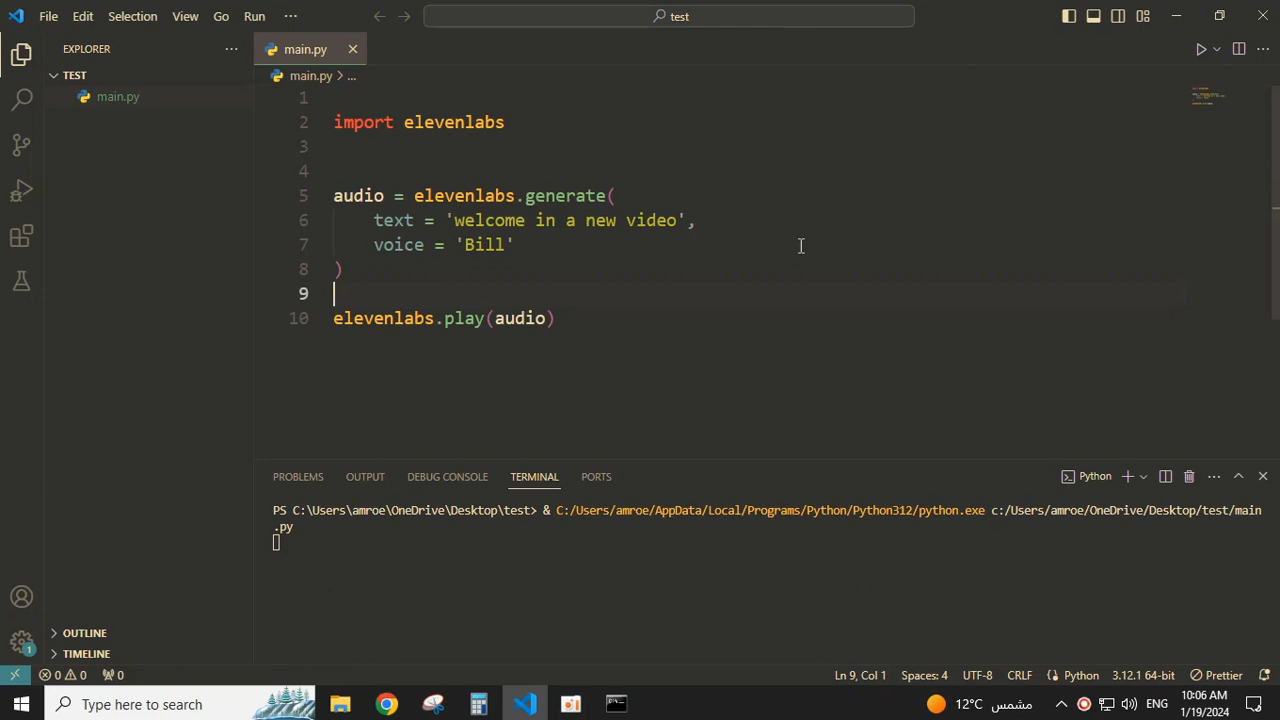 File Edit Selection View Go Run ··· test
EXPLORER ···
TEST
main.py
main.py
main.py > ...
1
2 import elevenlabs
3
4
5 audio = elevenlabs.generate(
6 text = 'welcome in a new video',
7 voice = 'Bill'
8 )
9
10 elevenlabs.play(audio)
PROBLEMS OUTPUT DEBUG CONSOLE TERMINAL PORTS Python
PS C:\Users\amroe\OneDrive\Desktop\test> & C:/Users/amroe/AppData/Local/Programs/Python/Python312/python.exe c:/Users/amroe/OneDrive/Desktop/test/main
.py
OUTLINE
TIMELINE
1
0 0 0 Ln 9, Col 1 Spaces: 4 UTF-8 CRLF Python 3.12.1 64-bit Prettier
Type here to search
12°C مشمس ENG
10:06 AM
1/19/2024